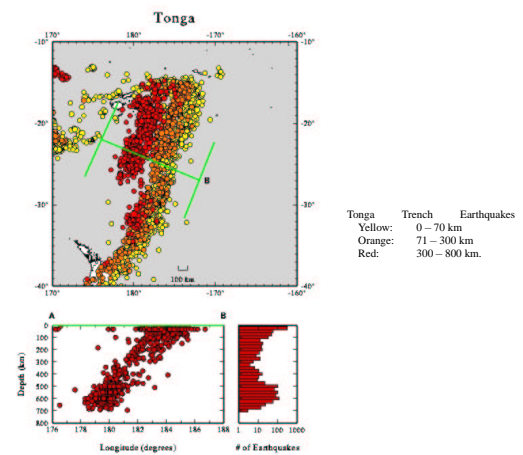 Tonga
170° 180° -170° -160°
-10° -10°
-20° -20°
B
-30° -30°
100 km
-40° -40°
170° 180° -170° -160°
Tonga Trench Earthquakes
Yellow: 0 – 70 km
Orange: 71 – 300 km
Red: 300 – 800 km.
A B
0
100
200
300
400
500
600
700
800
Depth (km)
176 178 180 182 184 186 188
1 10 100 1000
Longitude (degrees)
# of Earthquakes